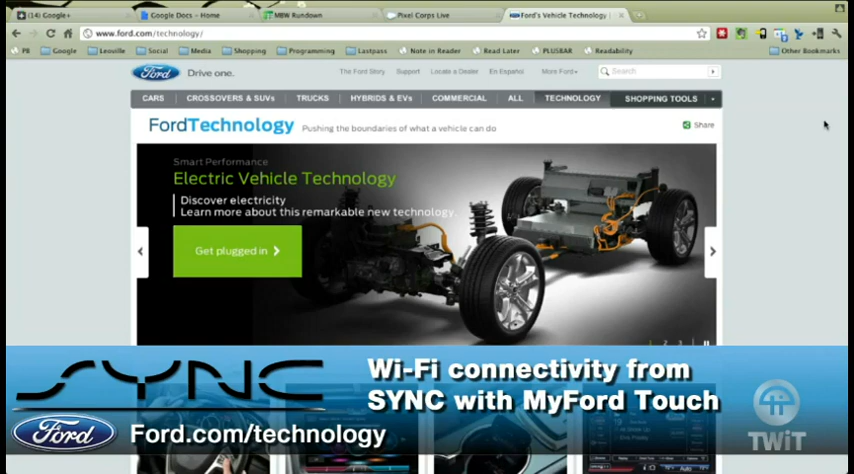 (14) Google+
Google Docs - Home
MBW Rundown
Pixel Corps Live
Ford's Vehicle Technology
www.ford.com/technology/
PB
Google
Leoville
Social
Media
Shopping
Programming
Lastpass
Note in Reader
Read Later
PLUSBAR
Readability
Other Bookmarks
Ford
Drive one.
The Ford Story
Support
Locate a Dealer
En Español
More Ford
Search
CARS
CROSSOVERS & SUVs
TRUCKS
HYBRIDS & EVs
COMMERCIAL
ALL
TECHNOLOGY
SHOPPING TOOLS
FordTechnology
Pushing the boundaries of what a vehicle can do
Share
Smart Performance
Electric Vehicle Technology
Discover electricity
Learn more about this remarkable new technology.
Get plugged in
1 2 3
SYNC
Wi-Fi connectivity from
SYNC with MyFord Touch
Ford
Ford.com/technology
TWiT